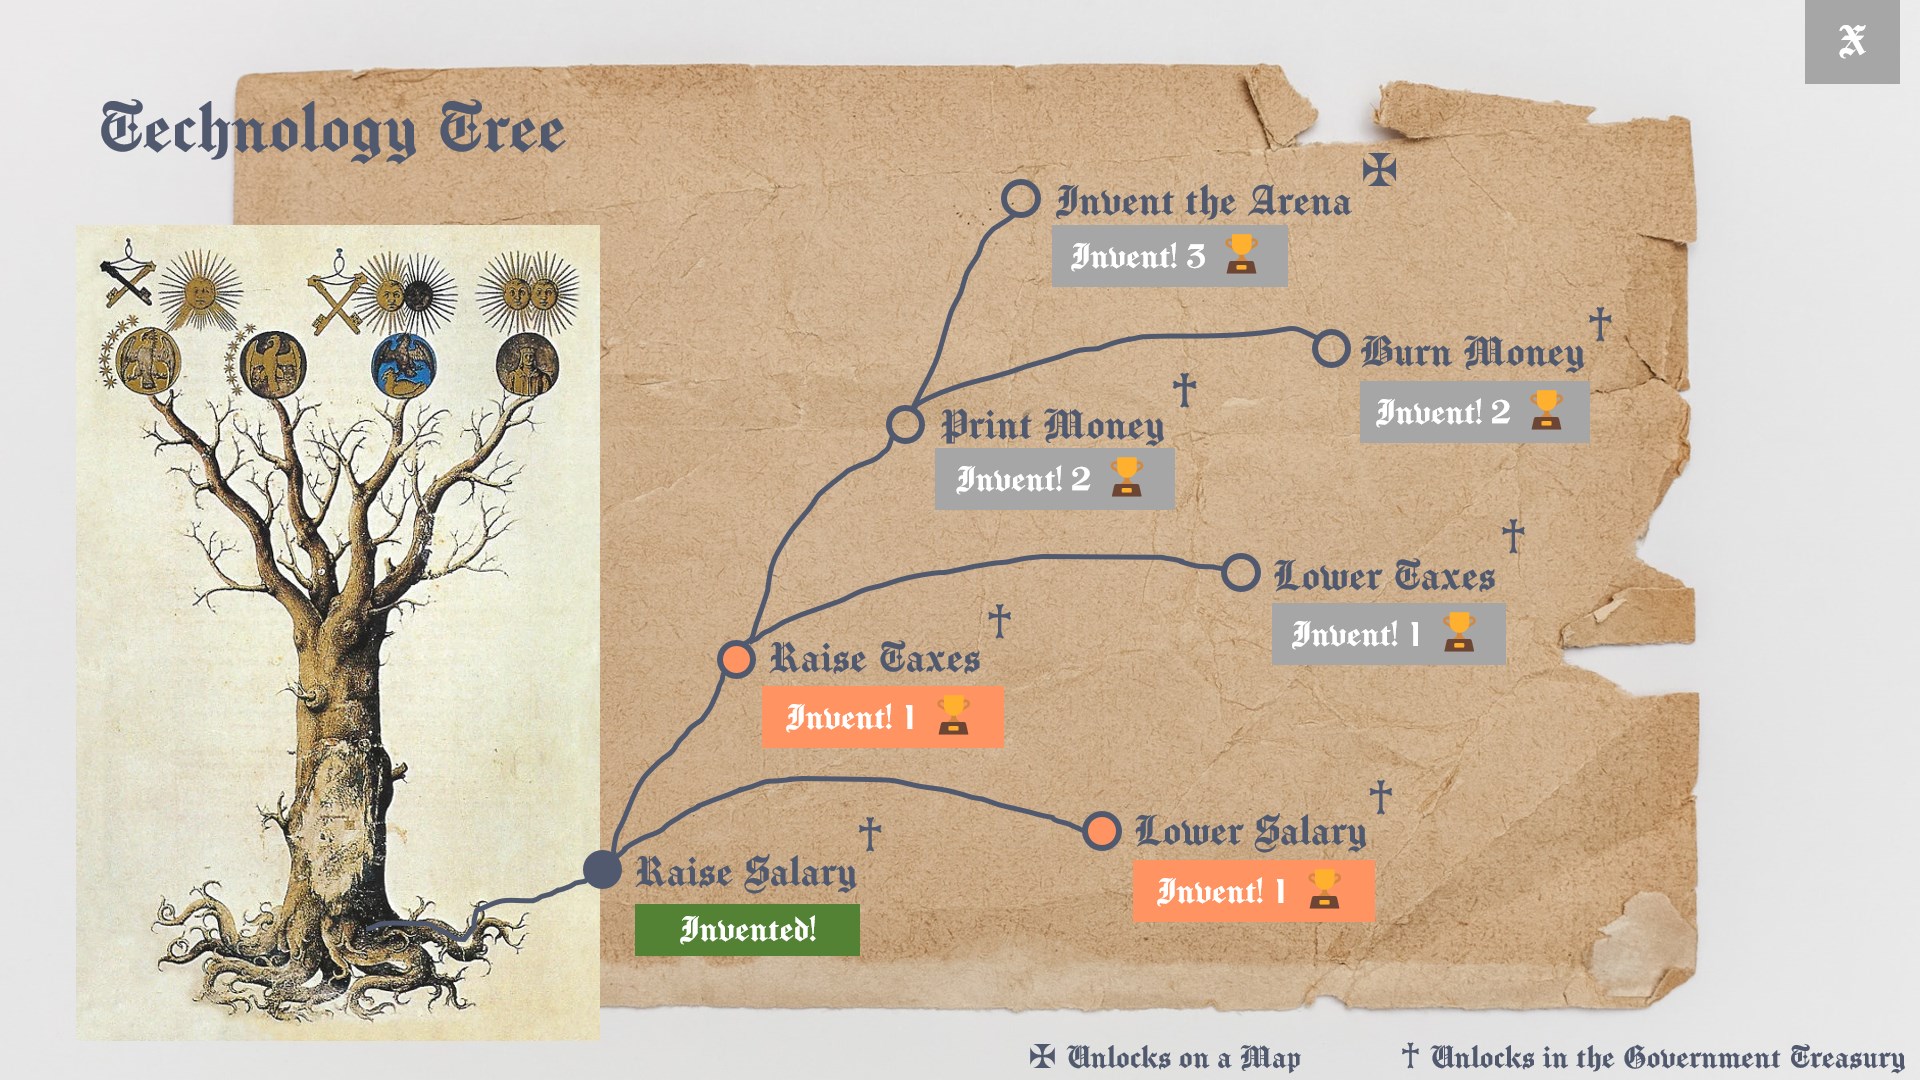 X
Technology Tree
✠
Invent the Arena
Invent! 3
†
Burn Money
Invent! 2
†
Print Money
Invent! 2
†
Lower Taxes
Invent! 1
†
Raise Taxes
Invent! 1
†
Lower Salary
Invent! 1
†
Raise Salary
Invented!
✠ Unlocks on a Map
† Unlocks in the Government Treasury